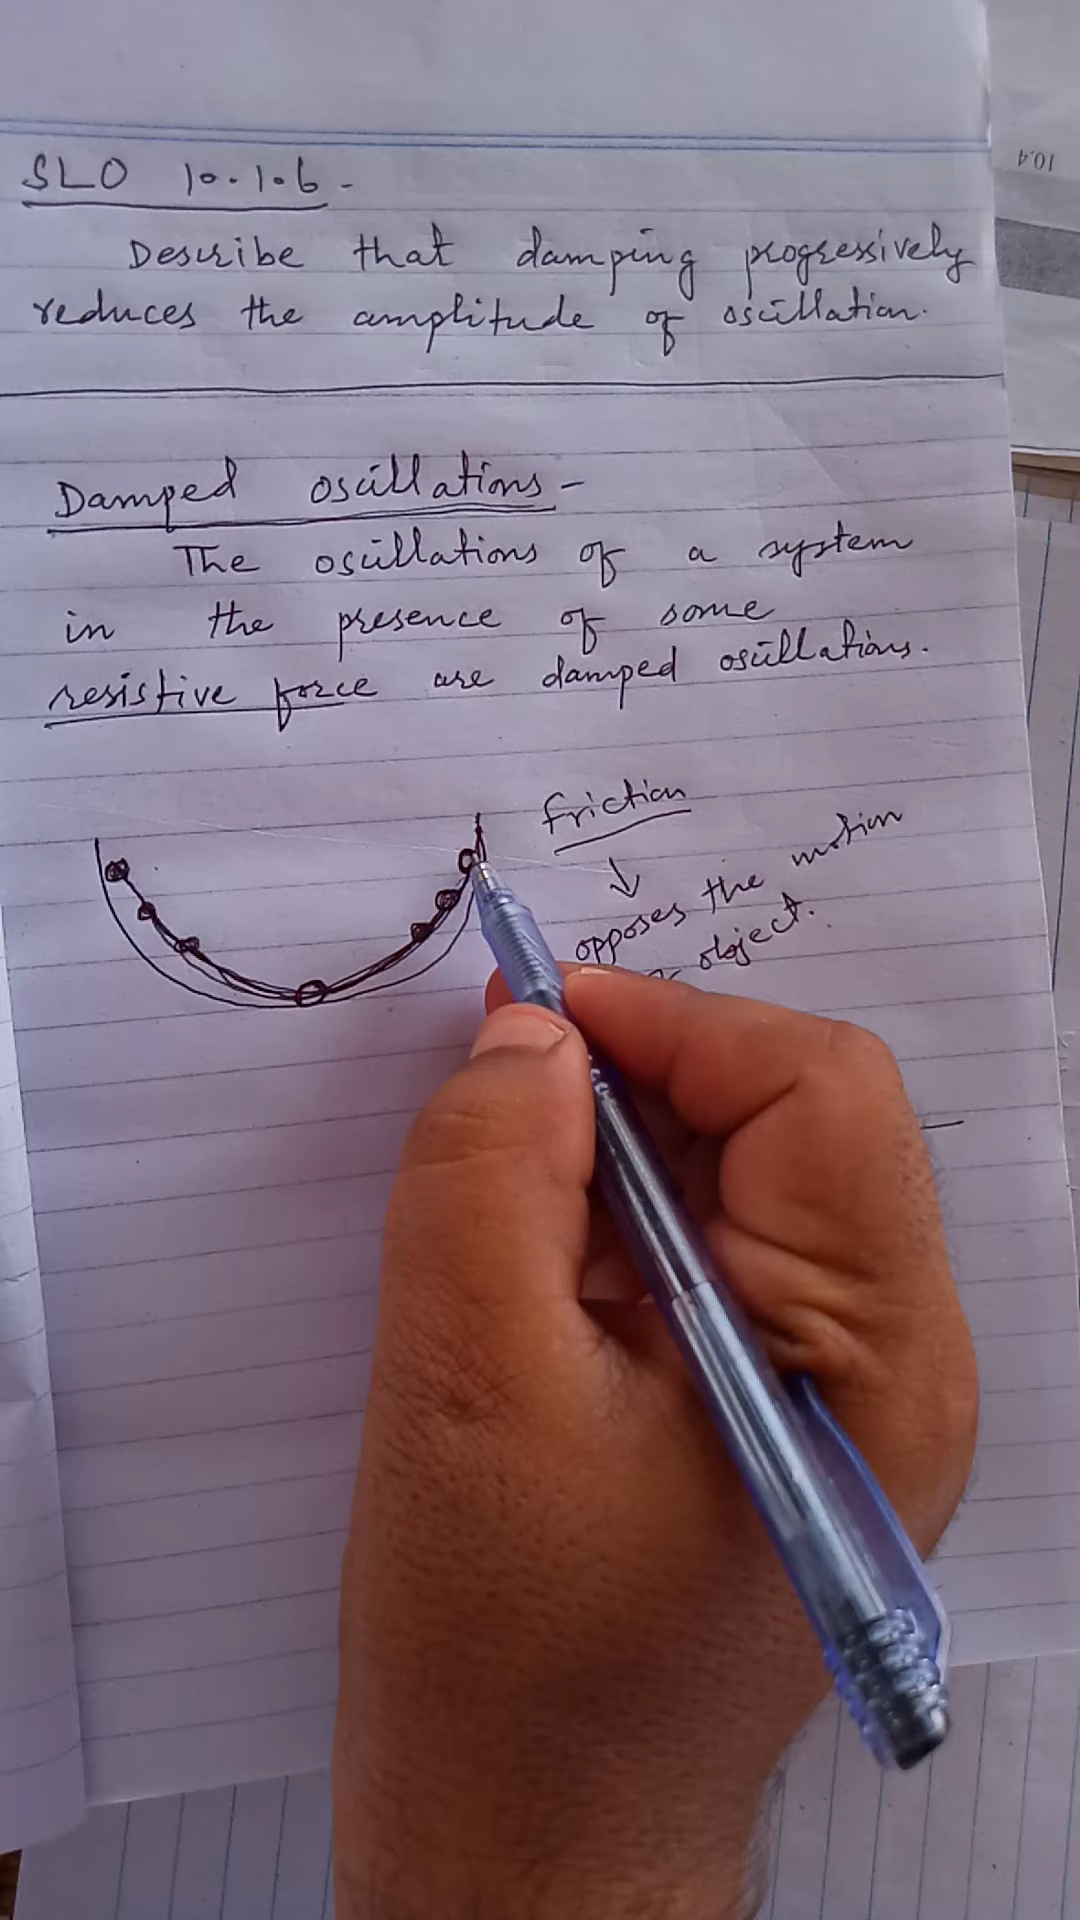 SLO 10.1.6-
10.4
Describe that damping progressively
reduces the amplitude of oscillation.
Damped oscillations-
The oscillations of a system
in the presence of some
resistive force are damped oscillations.
friction
↓
opposes the motion
object.